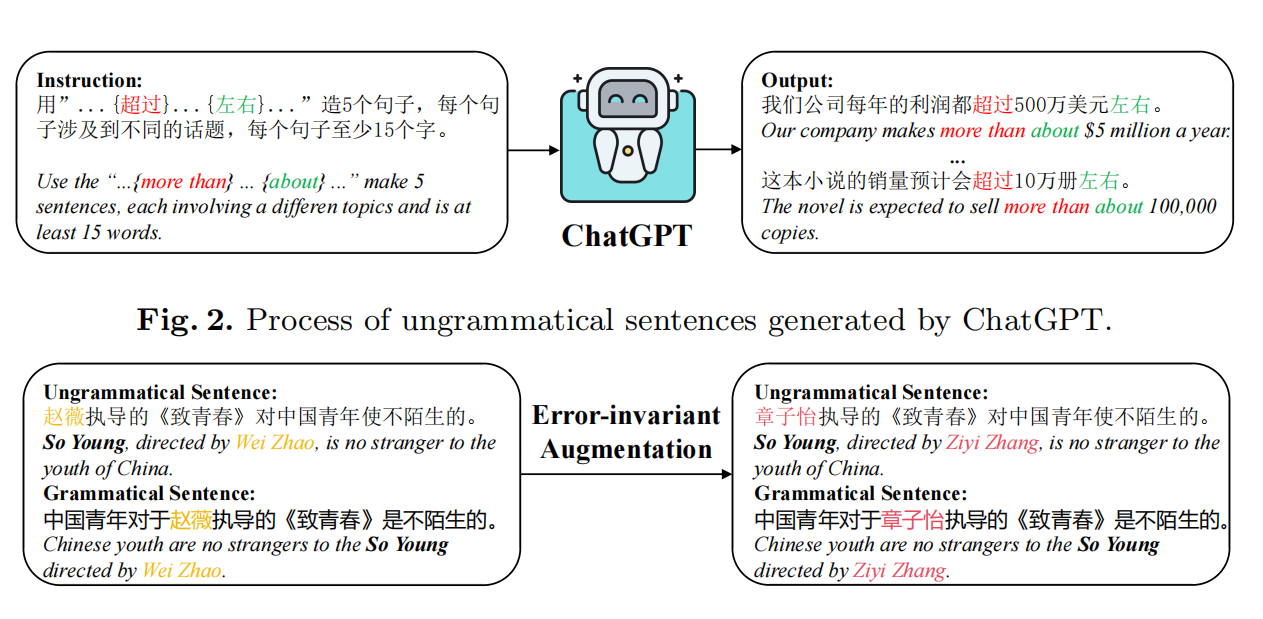 Instruction:
用”...{超过}...{左右}...”造5个句子，每个句
子涉及到不同的话题，每个句子至少15个字。
Use the “...{more than} ... {about} ...” make 5
sentences, each involving a differen topics and is at
least 15 words.
ChatGPT
Output:
我们公司每年的利润都超过500万美元左右。
Our company makes more than about $5 million a year.
...
这本小说的销量预计会超过10万册左右。
The novel is expected to sell more than about 100,000
copies.
Fig. 2. Process of ungrammatical sentences generated by ChatGPT.
Ungrammatical Sentence:
赵薇执导的《致青春》对中国青年使不陌生的。
So Young, directed by Wei Zhao, is no stranger to the
youth of China.
Grammatical Sentence:
中国青年对于赵薇执导的《致青春》是不陌生的。
Chinese youth are no strangers to the So Young
directed by Wei Zhao.
Error-invariant
Augmentation
Ungrammatical Sentence:
章子怡执导的《致青春》对中国青年使不陌生的。
So Young, directed by Ziyi Zhang, is no stranger to the
youth of China.
Grammatical Sentence:
中国青年对于章子怡执导的《致青春》是不陌生的。
Chinese youth are no strangers to the So Young
directed by Ziyi Zhang.